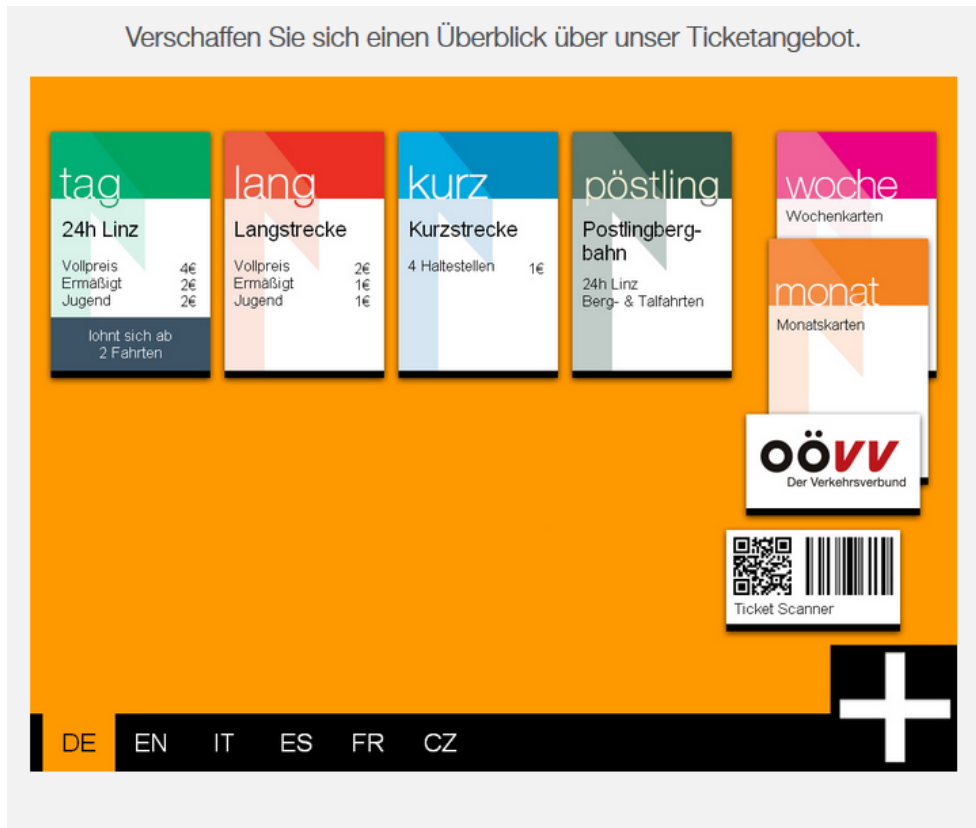 Verschaffen Sie sich einen Überblick über unser Ticketangebot.
tag
24h Linz
Vollpreis 4€
Ermäßigt 2€
Jugend 2€
lohnt sich ab
2 Fahrten
lang
Langstrecke
Vollpreis 2€
Ermäßigt 1€
Jugend 1€
kurz
Kurzstrecke
4 Haltestellen 1€
pöstling
Postlingberg-
bahn
24h Linz
Berg- & Talfahrten
woche
Wochenkarten
monat
Monatskarten
OÖVV
Der Verkehrsverbund
Ticket Scanner
DE EN IT ES FR CZ